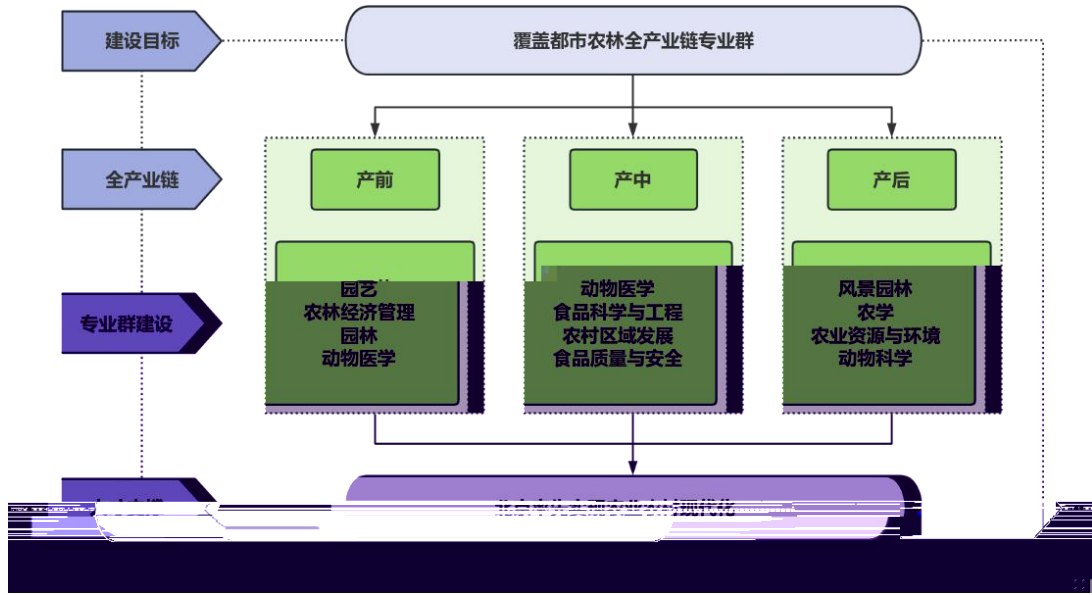 建设目标
覆盖都市农林全产业链专业群
全产业链
产前
产中
产后
专业群建设
园艺
农林经济管理
园林
动物医学
动物医学
食品科学与工程
农村区域发展
食品质量与安全
风景园林
农学
农业资源与环境
动物科学